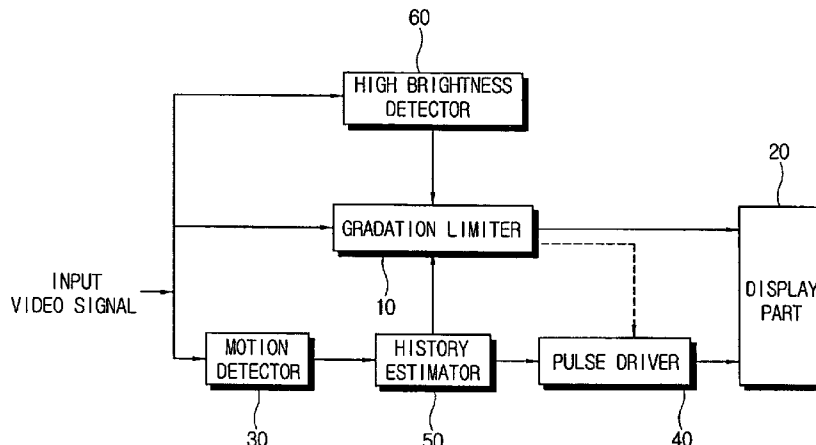 60
HIGH BRIGHTNESS
DETECTOR
20
GRADATION LIMITER
10
INPUT
VIDEO SIGNAL
DISPLAY
PART
MOTION
DETECTOR
30
HISTORY
ESTIMATOR
50
PULSE DRIVER
40